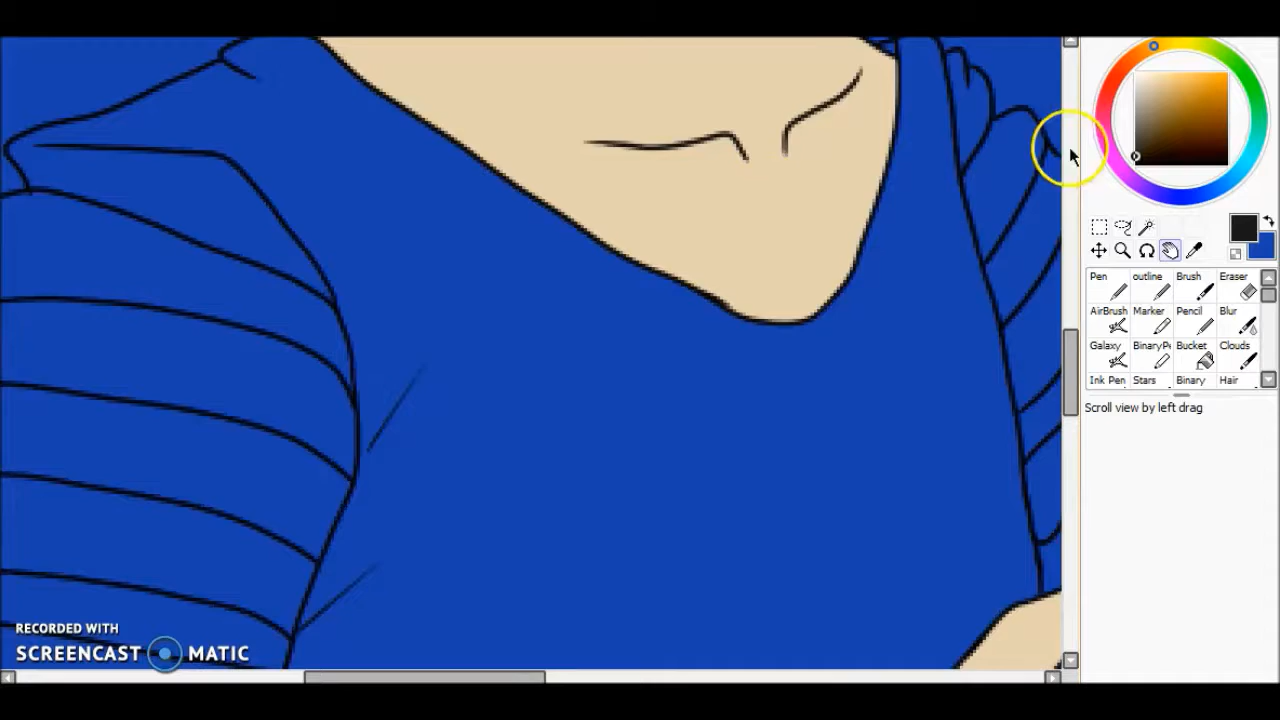 Pen outline Brush Eraser
AirBrush Marker Pencil Blur
Galaxy BinaryPe Bucket Clouds
Ink Pen Stars Binary Hair
Scroll view by left drag
RECORDED WITH
SCREENCAST MATIC